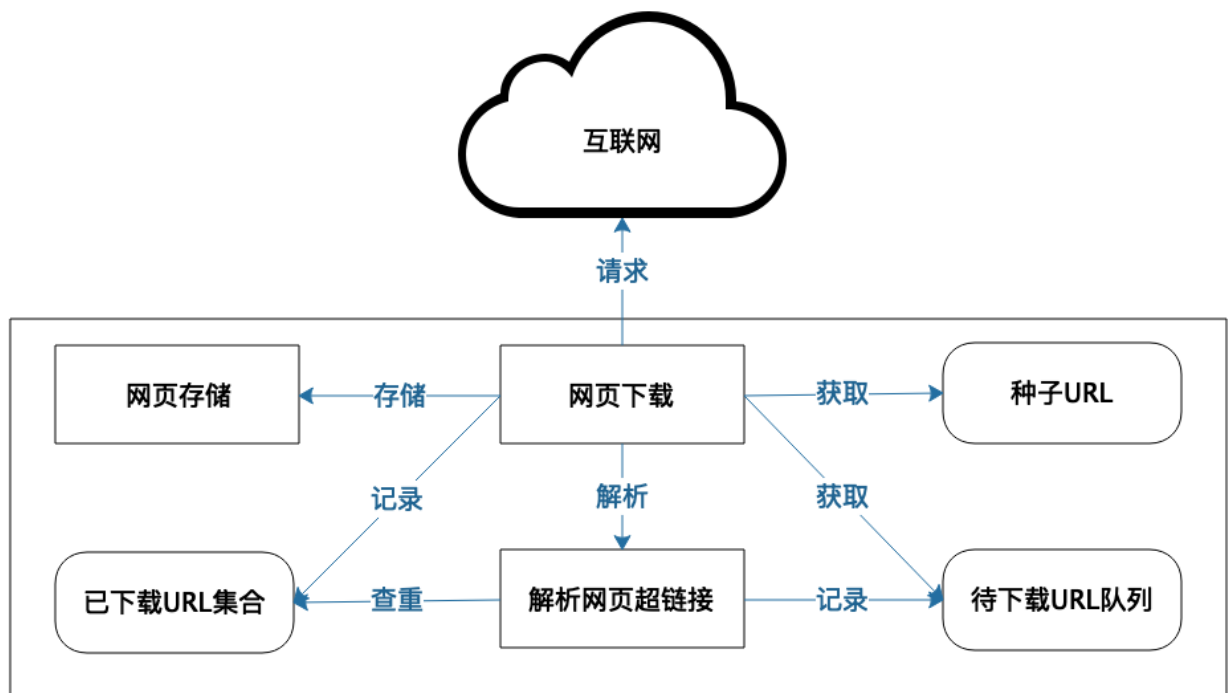 互联网
请求
网页存储
存储
网页下载
获取
种子URL
记录
解析
获取
已下载URL集合
查重
解析网页超链接
记录
待下载URL队列